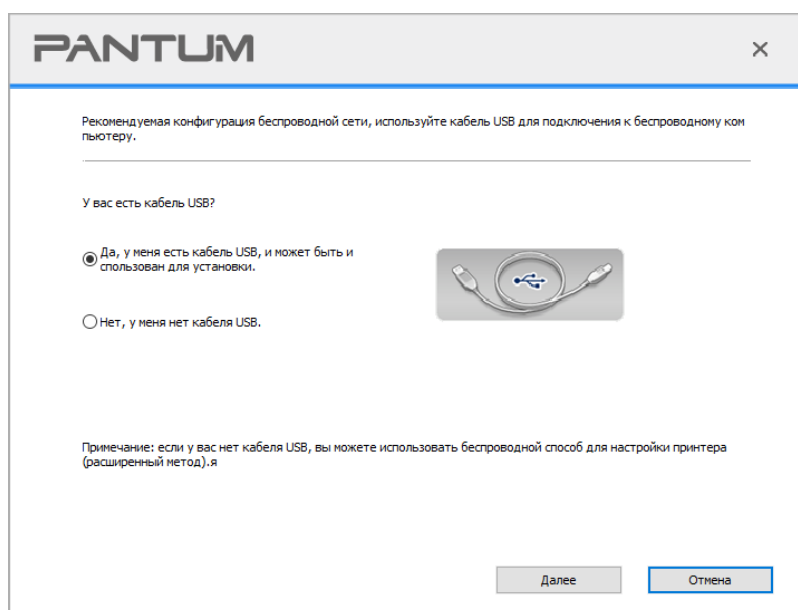 PANTUM
Рекомендуемая конфигурация беспроводной сети, используйте кабель USB для подключения к беспроводному ком
пьютеру.
У вас есть кабель USB?
Да, у меня есть кабель USB, и может быть и
спользован для установки.
Нет, у меня нет кабеля USB.
Примечание: если у вас нет кабеля USB, вы можете использовать беспроводной способ для настройки принтера
(расширенный метод).я
Далее
Отмена